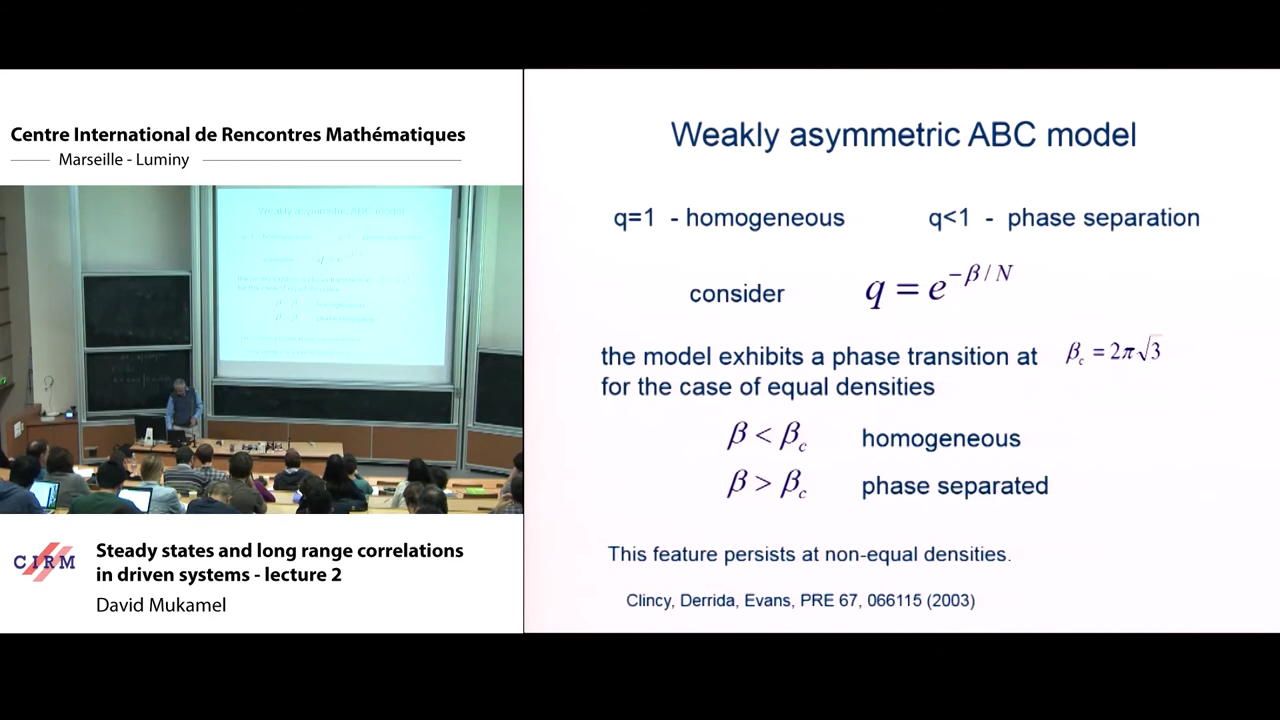 Centre International de Rencontres Mathématiques
Marseille - Luminy
CIRM
Steady states and long range correlations
in driven systems - lecture 2
David Mukamel
Weakly asymmetric ABC model
q=1 - homogeneous q<1 - phase separation
consider q = e^{-β/N}
the model exhibits a phase transition at β_c = 2π√3
for the case of equal densities
β < β_c homogeneous
β > β_c phase separated
This feature persists at non-equal densities.
Clincy, Derrida, Evans, PRE 67, 066115 (2003)